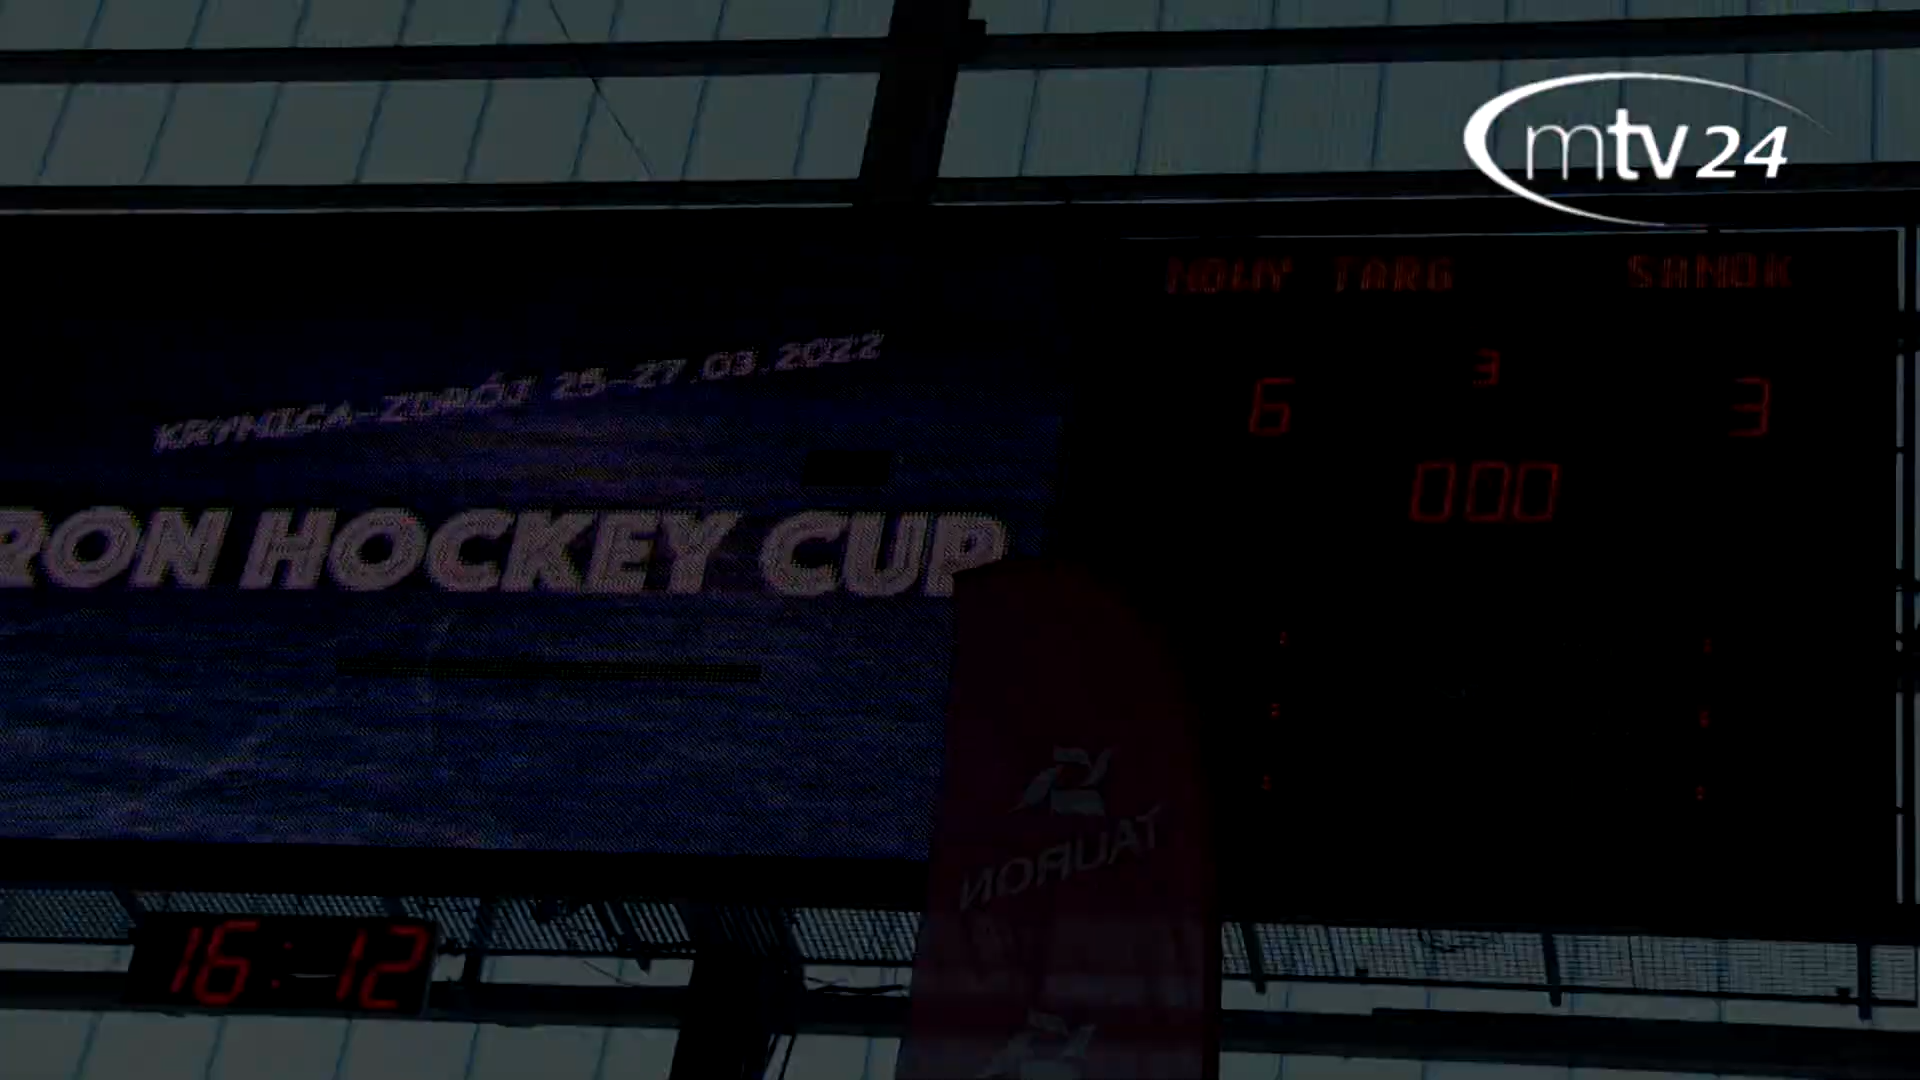 mtv24
NOWY TARG SANOK
KRYNICA-ZDRÓJ 25-27.03.2022
3
6 3
000
RON HOCKEY CUP
TAURON
16:12